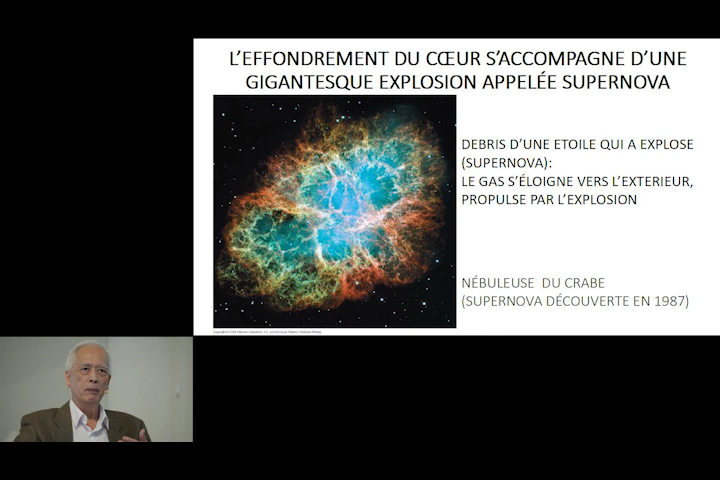 L’EFFONDREMENT DU CŒUR S’ACCOMPAGNE D’UNE
GIGANTESQUE EXPLOSION APPELÉE SUPERNOVA
DEBRIS D’UNE ETOILE QUI A EXPLOSE
(SUPERNOVA):
LE GAS S’ÉLOIGNE VERS L’EXTERIEUR,
PROPULSE PAR L’EXPLOSION
NÉBULEUSE DU CRABE
(SUPERNOVA DÉCOUVERTE EN 1987)